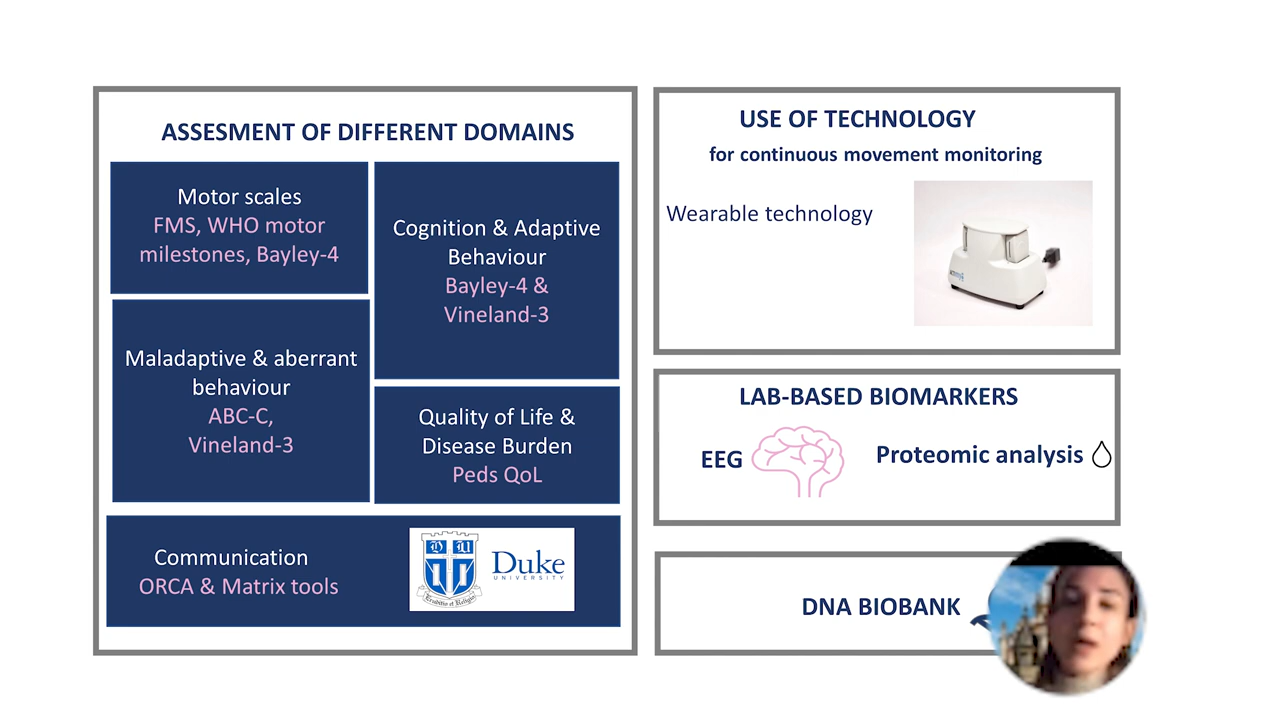 ASSESMENT OF DIFFERENT DOMAINS
Motor scales
FMS, WHO motor
milestones, Bayley-4
Cognition & Adaptive
Behaviour
Bayley-4 &
Vineland-3
Maladaptive & aberrant
behaviour
ABC-C,
Vineland-3
Quality of Life &
Disease Burden
Peds QoL
Communication
ORCA & Matrix tools
Duke
UNIVERSITY
USE OF TECHNOLOGY
for continuous movement monitoring
Wearable technology
LAB-BASED BIOMARKERS
EEG
Proteomic analysis
DNA BIOBANK